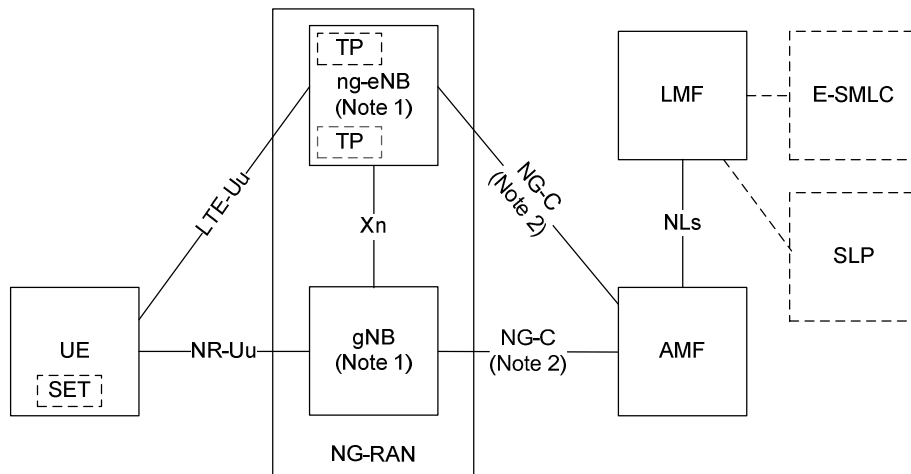 TP
ng-eNB
(Note 1)
TP
LMF
E-SMLC
LTE-Uu
NG-C
(Note 2)
Xn
NLs
SLP
UE
SET
NR-Uu
gNB
(Note 1)
NG-C
(Note 2)
AMF
NG-RAN